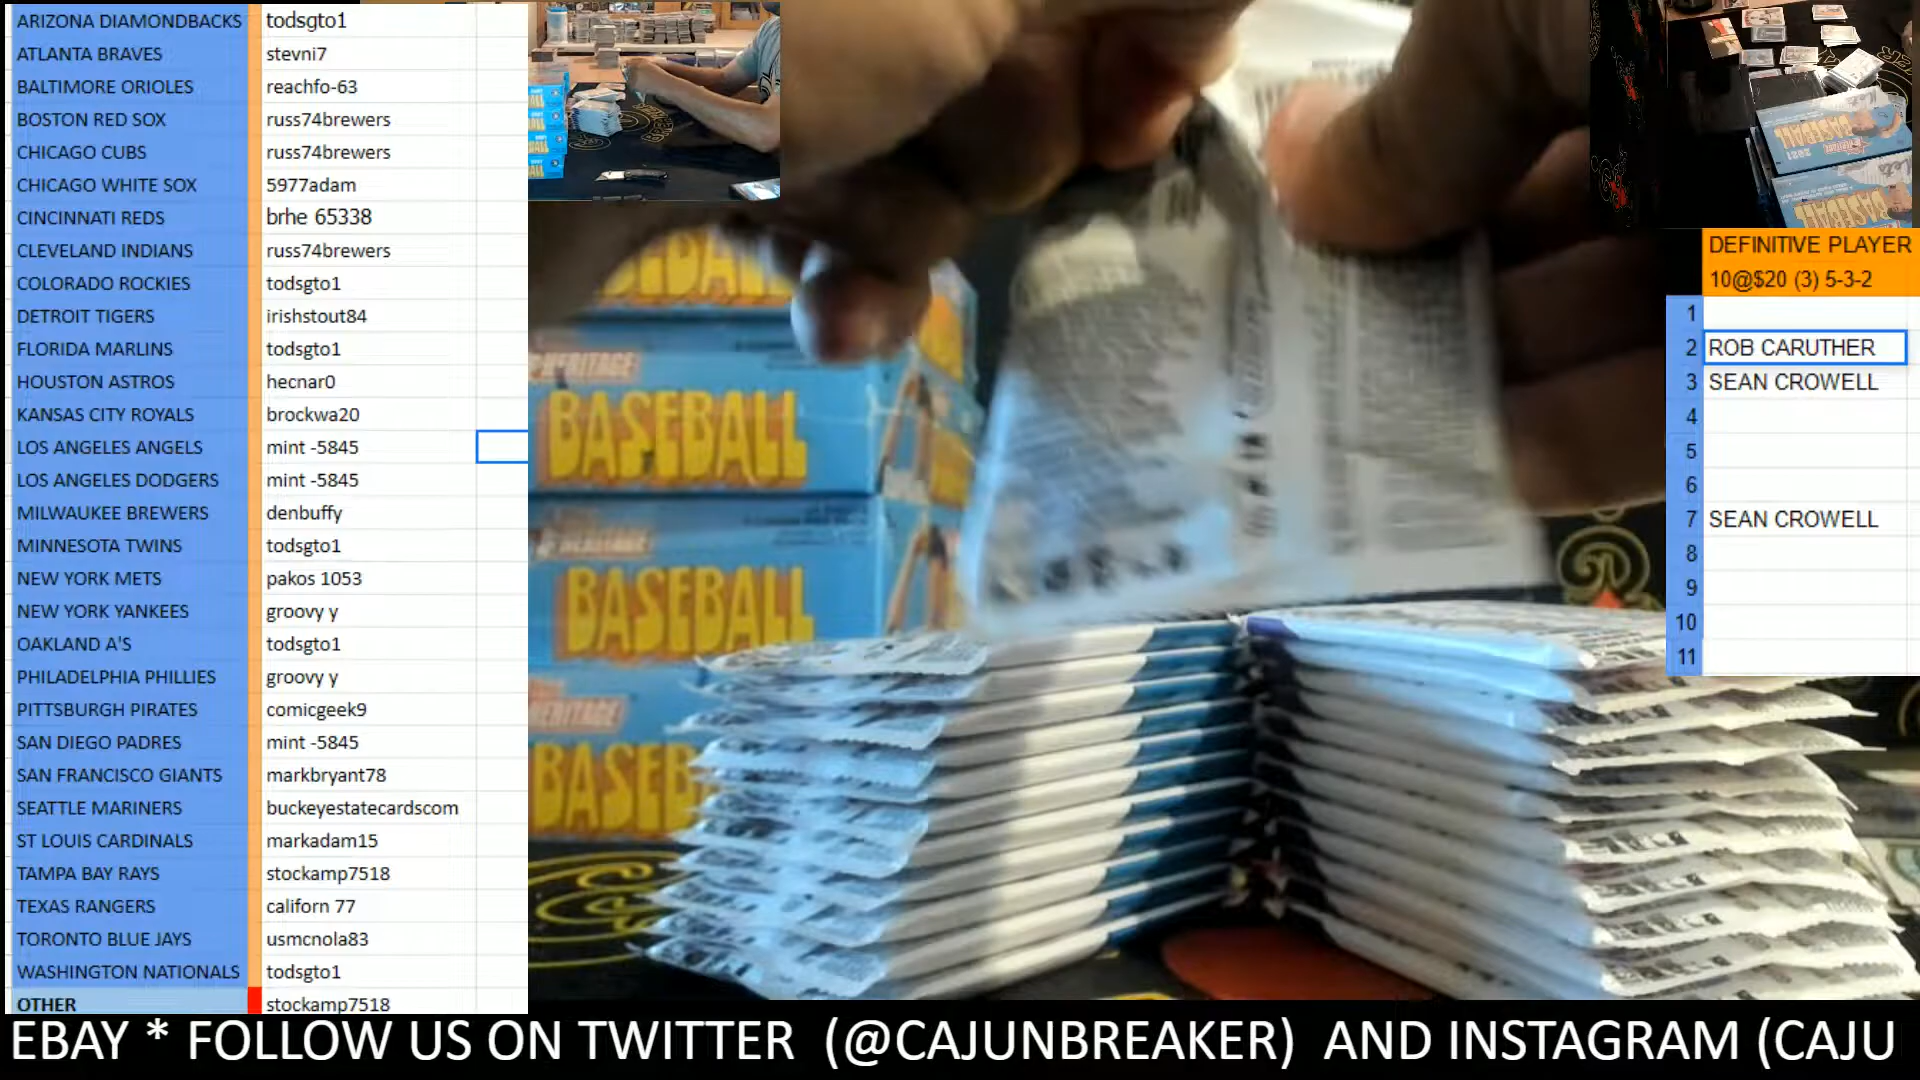 ARIZONA DIAMONDBACKS todsgto1
ATLANTA BRAVES stevni7
BALTIMORE ORIOLES reachfo-63
BOSTON RED SOX russ74brewers
CHICAGO CUBS russ74brewers
CHICAGO WHITE SOX 5977adam
CINCINNATI REDS brhe 65338
CLEVELAND INDIANS russ74brewers
COLORADO ROCKIES todsgto1
DETROIT TIGERS irishstout84
FLORIDA MARLINS todsgto1
HOUSTON ASTROS hecnar0
KANSAS CITY ROYALS brockwa20
LOS ANGELES ANGELS mint -5845
LOS ANGELES DODGERS mint -5845
MILWAUKEE BREWERS denbuffy
MINNESOTA TWINS todsgto1
NEW YORK METS pakos 1053
NEW YORK YANKEES groovy y
OAKLAND A'S todsgto1
PHILADELPHIA PHILLIES groovy y
PITTSBURGH PIRATES comicgeek9
SAN DIEGO PADRES mint -5845
SAN FRANCISCO GIANTS markbryant78
SEATTLE MARINERS buckeyestatecardscom
ST LOUIS CARDINALS markadam15
TAMPA BAY RAYS stockamp7518
TEXAS RANGERS californ 77
TORONTO BLUE JAYS usmcnola83
WASHINGTON NATIONALS todsgto1
OTHER stockamp7518
BASEBALL
HERITAGE
BASEBALL
HERITAGE
BASEBALL
HERITAGE
BASEB
BASEBALL
2021
BASEBALL
DEFINITIVE PLAYER
10@$20 (3) 5-3-2
1
2 ROB CARUTHER
3 SEAN CROWELL
4
5
6
7 SEAN CROWELL
8
9
10
11
EBAY * FOLLOW US ON TWITTER (@CAJUNBREAKER) AND INSTAGRAM (CAJU